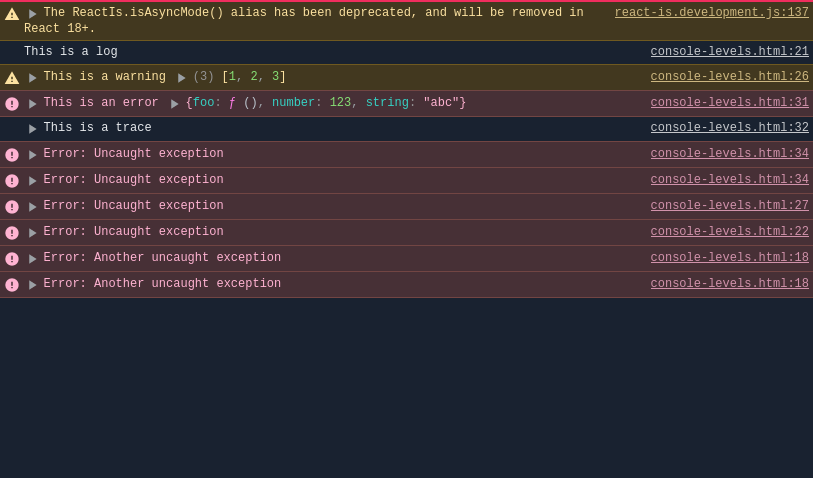 The ReactIs.isAsyncMode() alias has been deprecated, and will be removed in react-is.development.js:137
React 18+.
This is a log console-levels.html:21
This is a warning (3) [1, 2, 3] console-levels.html:26
This is an error {foo: ƒ (), number: 123, string: "abc"} console-levels.html:31
This is a trace console-levels.html:32
Error: Uncaught exception console-levels.html:34
Error: Uncaught exception console-levels.html:34
Error: Uncaught exception console-levels.html:27
Error: Uncaught exception console-levels.html:22
Error: Another uncaught exception console-levels.html:18
Error: Another uncaught exception console-levels.html:18